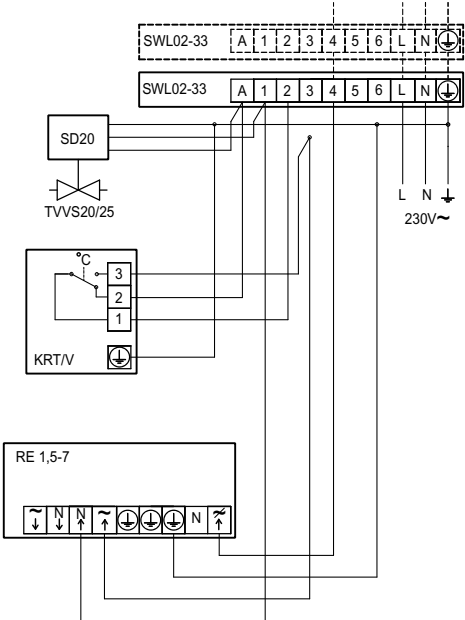 SWL02-33 A 1 2 3 4 5 6 L N
SWL02-33 A 1 2 3 4 5 6 L N
SD20
TVVS20/25
L N
230V~
°C
3
2
1
KRT/V
RE 1,5-7
~ N N ~ N ~